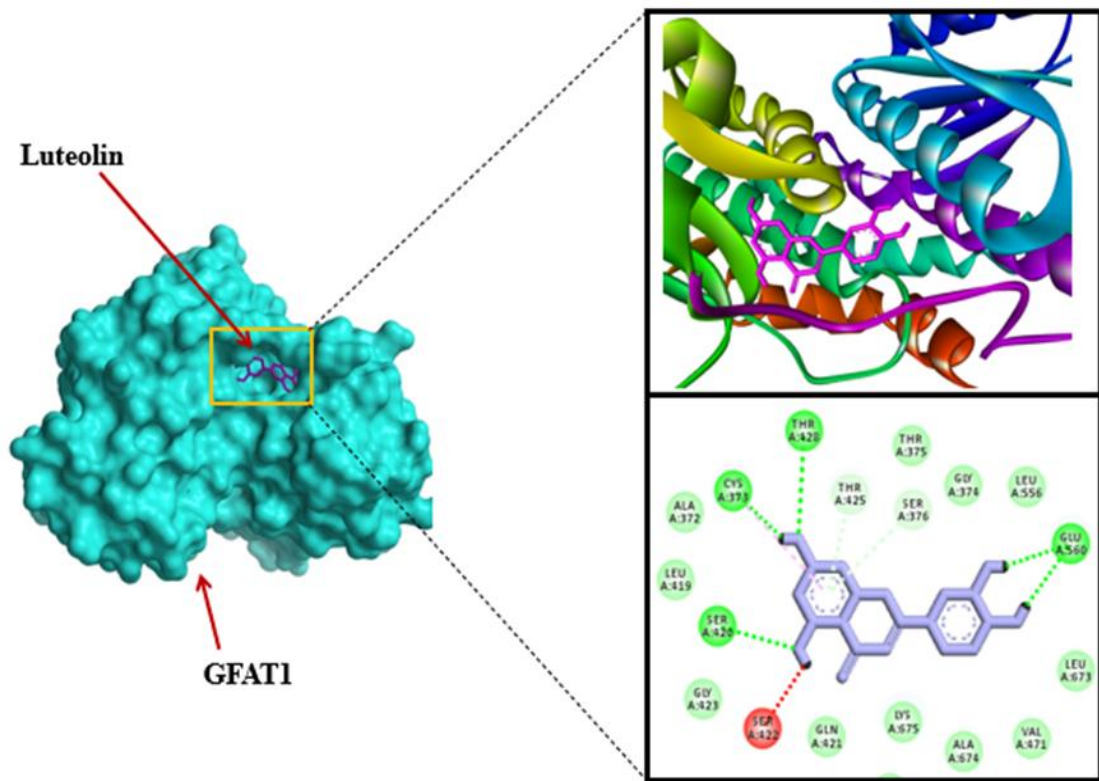 Luteolin
GFAT1
THR
A:428
THR
A:375
CYS
A:373
THR
A:425
GLY
A:374
LEU
A:556
ALA
A:372
SER
A:376
GLU
A:560
LEU
A:419
SER
A:420
LEU
A:673
GLY
A:423
SER
A:422
GLN
A:421
LYS
A:675
ALA
A:674
VAL
A:471